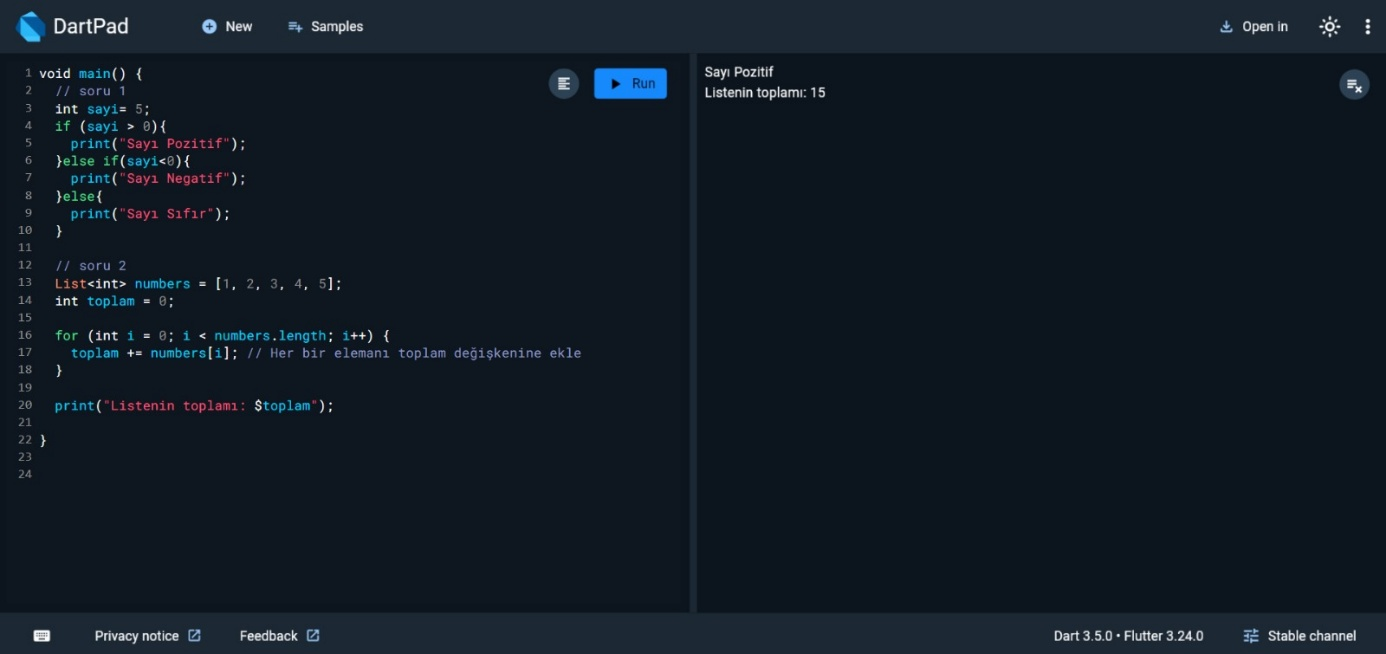 DartPad New Samples Open in
1 void main() {
2 // soru 1
3 int sayi= 5;
4 if (sayi > 0){
5 print("Sayı Pozitif");
6 }else if(sayi<0){
7 print("Sayı Negatif");
8 }else{
9 print("Sayı Sıfır");
10 }
11
12 // soru 2
13 List<int> numbers = [1, 2, 3, 4, 5];
14 int toplam = 0;
15
16 for (int i = 0; i < numbers.length; i++) {
17 toplam += numbers[i]; // Her bir elemanı toplam değişkenine ekle
18 }
19
20 print("Listenin toplamı: $toplam");
21
22 }
23
24
Run
Sayı Pozitif
Listenin toplamı: 15
Privacy notice Feedback Dart 3.5.0 • Flutter 3.24.0 Stable channel